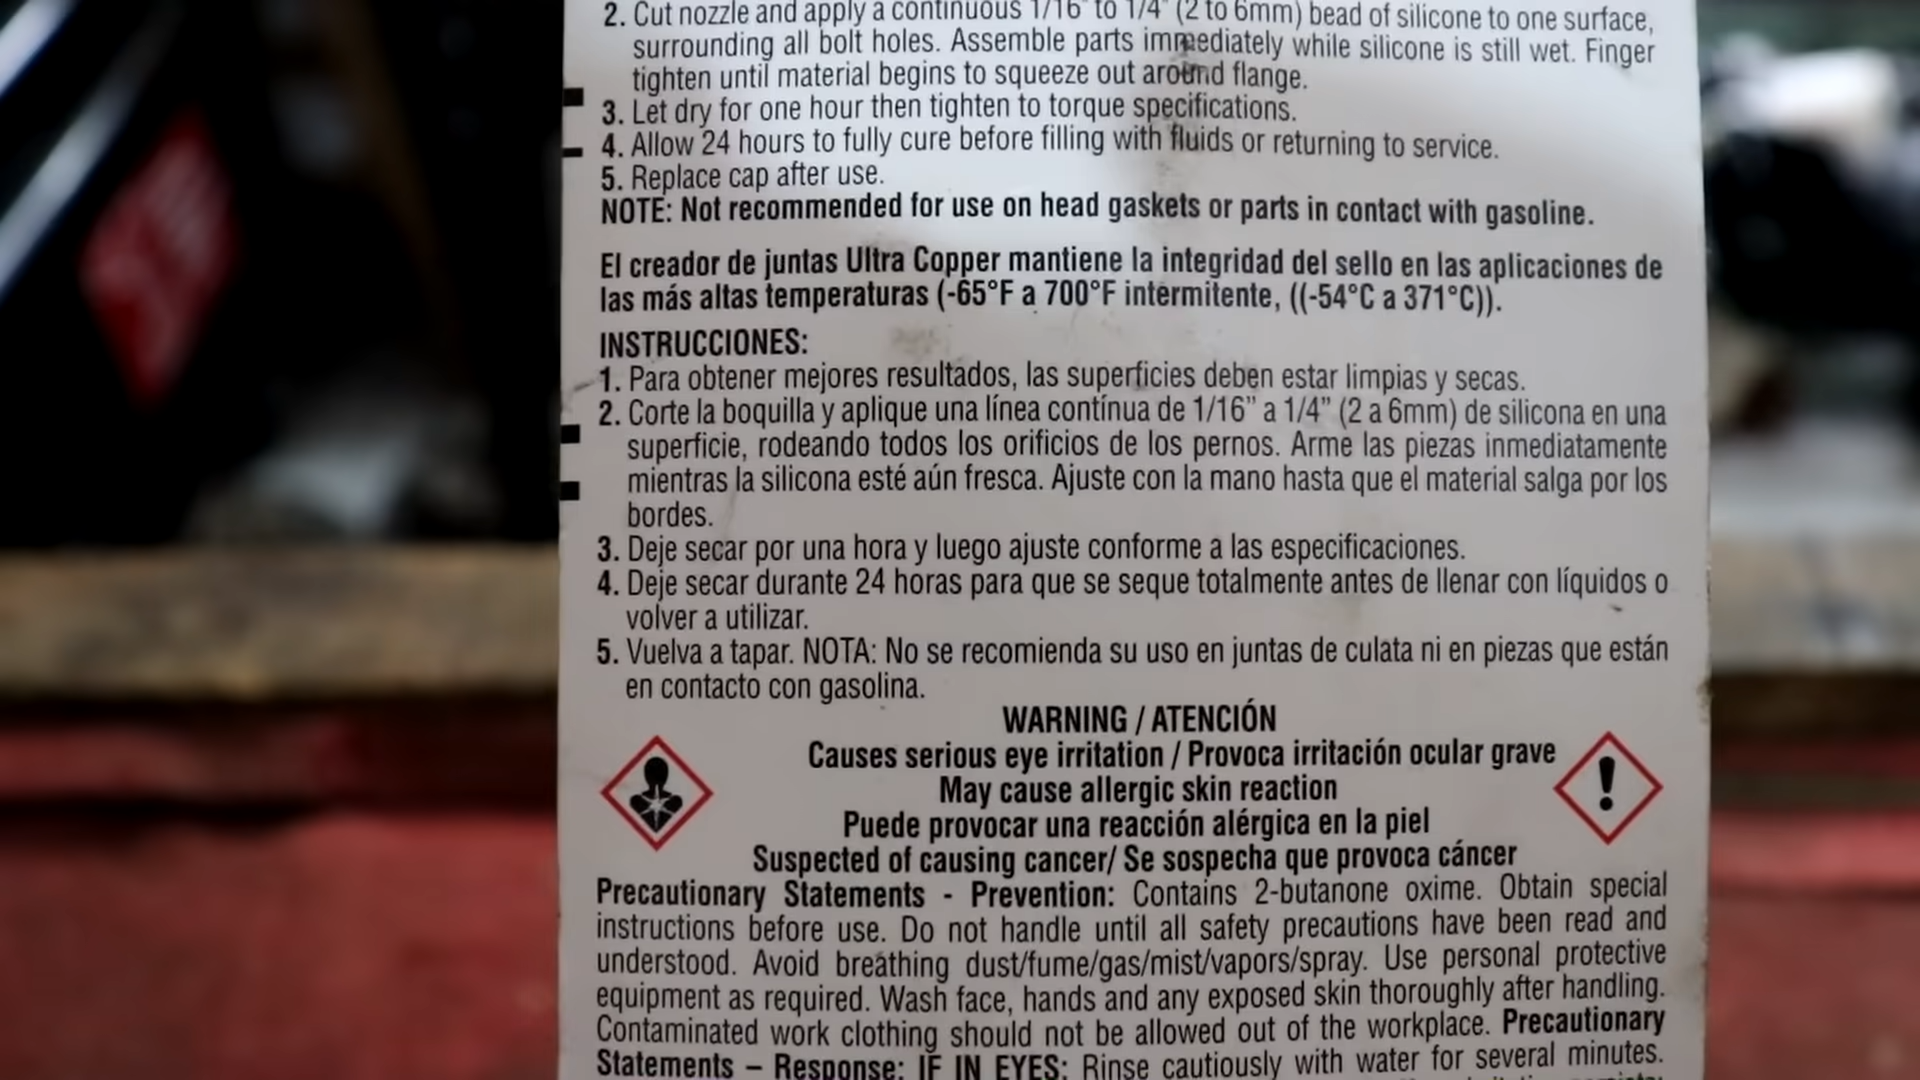 2. Cut nozzle and apply a continuous 1/16" to 1/4" (2 to 6mm) bead of silicone to one surface,
surrounding all bolt holes. Assemble parts immediately while silicone is still wet. Finger
tighten until material begins to squeeze out around flange.
3. Let dry for one hour then tighten to torque specifications.
4. Allow 24 hours to fully cure before filling with fluids or returning to service.
5. Replace cap after use.
NOTE: Not recommended for use on head gaskets or parts in contact with gasoline.
El creador de juntas Ultra Copper mantiene la integridad del sello en las aplicaciones de
las más altas temperaturas (-65°F a 700°F intermitente, ((-54°C a 371°C)).
INSTRUCCIONES:
1. Para obtener mejores resultados, las superficies deben estar limpias y secas.
2. Corte la boquilla y aplique una línea contínua de 1/16” a 1/4” (2 a 6mm) de silicona en una
superficie, rodeando todos los orificios de los pernos. Arme las piezas inmediatamente
mientras la silicona esté aún fresca. Ajuste con la mano hasta que el material salga por los
bordes.
3. Deje secar por una hora y luego ajuste conforme a las especificaciones.
4. Deje secar durante 24 horas para que se seque totalmente antes de llenar con líquidos o
volver a utilizar.
5. Vuelva a tapar. NOTA: No se recomienda su uso en juntas de culata ni en piezas que están
en contacto con gasolina.
WARNING / ATENCIÓN
Causes serious eye irritation / Provoca irritación ocular grave
May cause allergic skin reaction
Puede provocar una reacción alérgica en la piel
Suspected of causing cancer/ Se sospecha que provoca cáncer
Precautionary Statements - Prevention: Contains 2-butanone oxime. Obtain special
instructions before use. Do not handle until all safety precautions have been read and
understood. Avoid breathing dust/fume/gas/mist/vapors/spray. Use personal protective
equipment as required. Wash face, hands and any exposed skin thoroughly after handling.
Contaminated work clothing should not be allowed out of the workplace. Precautionary
Statements – Response: IF IN EYES: Rinse cautiously with water for several minutes.